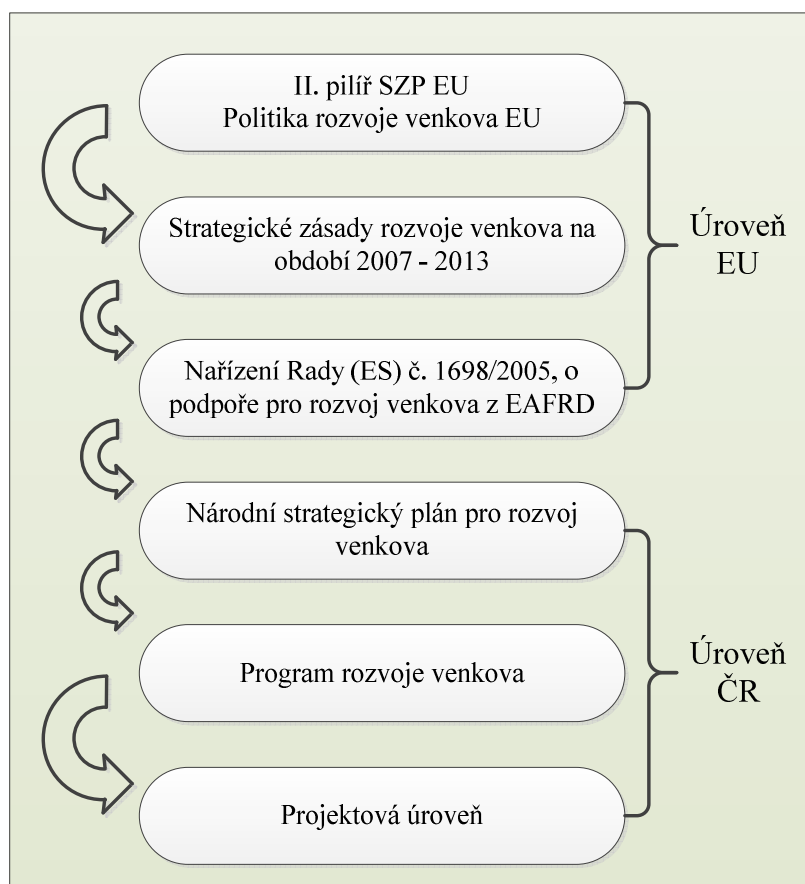 II. pilíř SZP EU
Politika rozvoje venkova EU
Strategické zásady rozvoje venkova na
období 2007 - 2013
Úroveň
EU
Nařízení Rady (ES) č. 1698/2005, o
podpoře pro rozvoj venkova z EAFRD
Národní strategický plán pro rozvoj
venkova
Program rozvoje venkova
Úroveň
ČR
Projektová úroveň